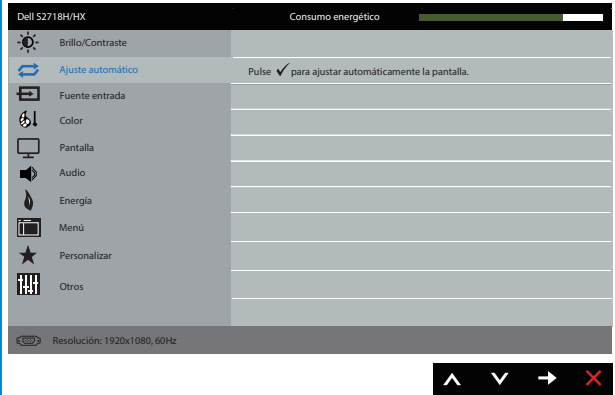 Dell S2718H/HX
Consumo energético
Brillo/Contraste
Ajuste automático
Pulse ✓ para ajustar automáticamente la pantalla.
Fuente entrada
Color
Pantalla
Audio
Energía
Menú
Personalizar
Otros
Resolución: 1920x1080, 60Hz